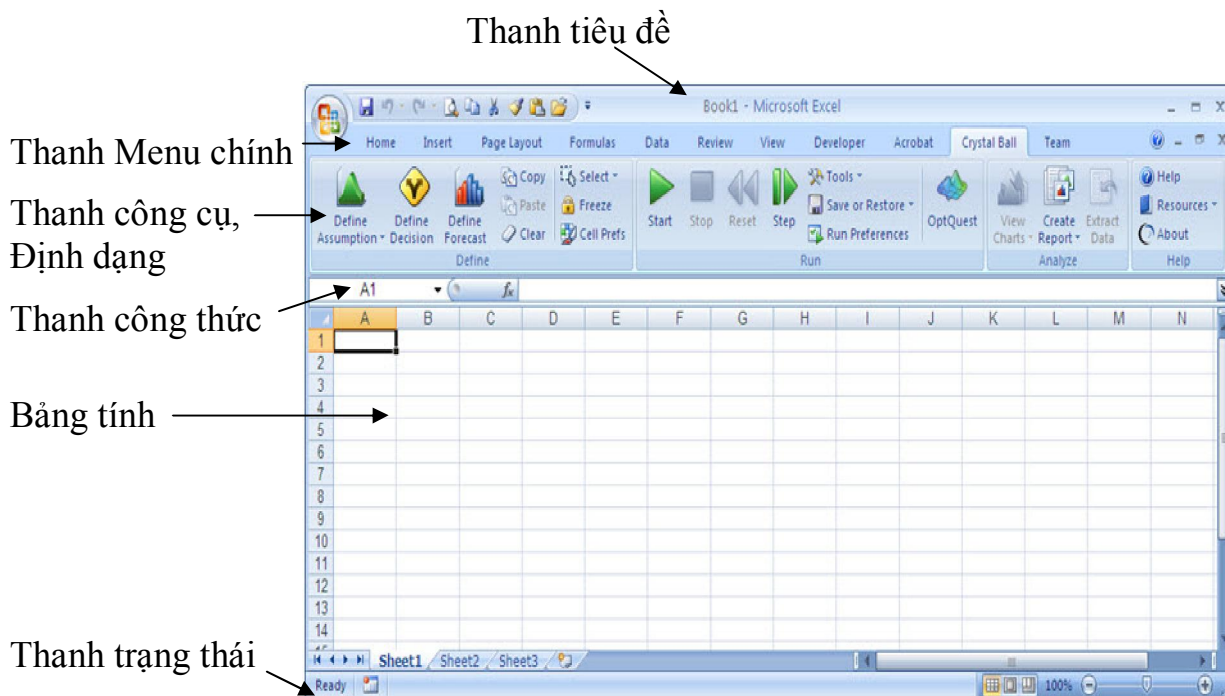 Thanh tiêu đề
Book1 - Microsoft Excel
Thanh Menu chính
Home Insert Page Layout Formulas Data Review View Developer Acrobat Crystal Ball Team
Thanh công cụ,
Định dạng
Define Assumption
Define Decision
Define Forecast
Copy
Paste
Clear
Select
Freeze
Cell Prefs
Define
Start
Stop
Reset
Step
Tools
Save or Restore
Run Preferences
OptQuest
Run
View Charts
Create Report
Extract Data
Analyze
Help
Resources
About
Help
Thanh công thức
A1 fx
A B C D E F G H I J K L M N
1
2
3
Bảng tính
4
5
6
7
8
9
10
11
12
13
14
15
Thanh trạng thái
Sheet1 Sheet2 Sheet3
Ready 100%